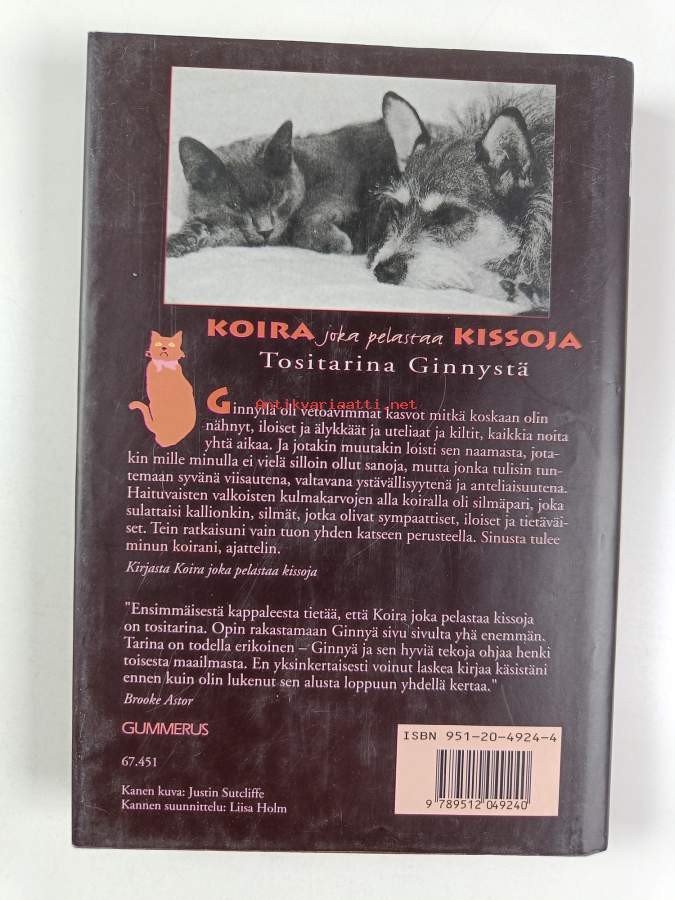 KOIRA joka pelastaa KISSOJA
Tositarina Ginnystä
Antikvariaatti.net
Ginnyllä oli vetoavimmat kasvot mitkä koskaan olin
nähnyt, iloiset ja älykkäät ja uteliaat ja kiltit, kaikkia noita
yhtä aikaa. Ja jotakin muutakin loisti sen naamasta, jota-
kin mille minulla ei vielä silloin ollut sanoja, mutta jonka tulisin tun-
temaan syvänä viisautena, valtavana ystävällisyytenä ja anteliaisuutena.
Haituvaisten valkoisten kulmakarvojen alla koiralla oli silmäpari, joka
sulattaisi kallionkin, silmät, jotka olivat sympaattiset, iloiset ja tietäväi-
set. Tein ratkaisuni vain tuon yhden katseen perusteella. Sinusta tulee
minun koirani, ajattelin.
Kirjasta Koira joka pelastaa kissoja
"Ensimmäisestä kappaleesta tietää, että Koira joka pelastaa kissoja
on tositarina. Opin rakastamaan Ginnyä sivu sivulta yhä enemmän.
Tarina on todella erikoinen – Ginnyä ja sen hyviä tekoja ohjaa henki
toisesta maailmasta. En yksinkertaisesti voinut laskea kirjaa käsistäni
ennen kuin olin lukenut sen alusta loppuun yhdellä kertaa."
Brooke Astor
GUMMERUS
67.451
Kanen kuva: Justin Sutcliffe
Kannen suunnittelu: Liisa Holm
ISBN 951-20-4924-4
9 789512 049240